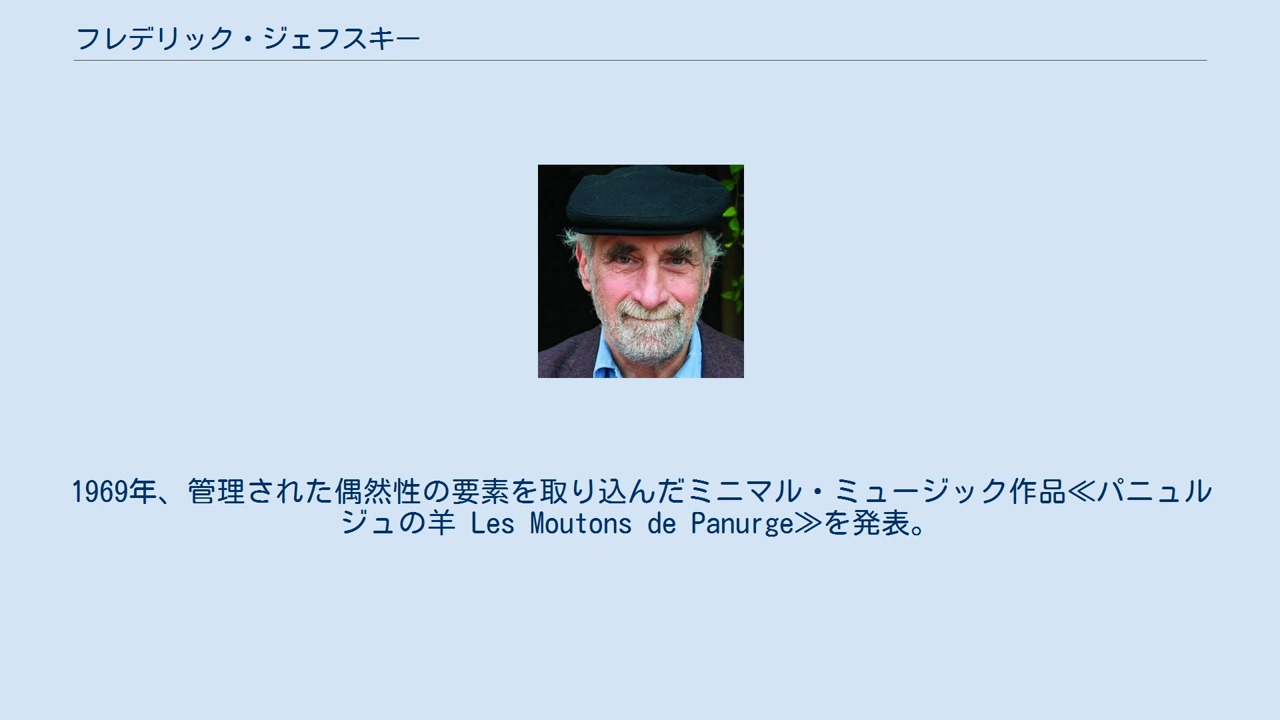 フレデリック・ジェフスキー
1969年、管理された偶然性の要素を取り込んだミニマル・ミュージック作品≪パニュル
ジュの羊 Les Moutons de Panurge≫を発表。